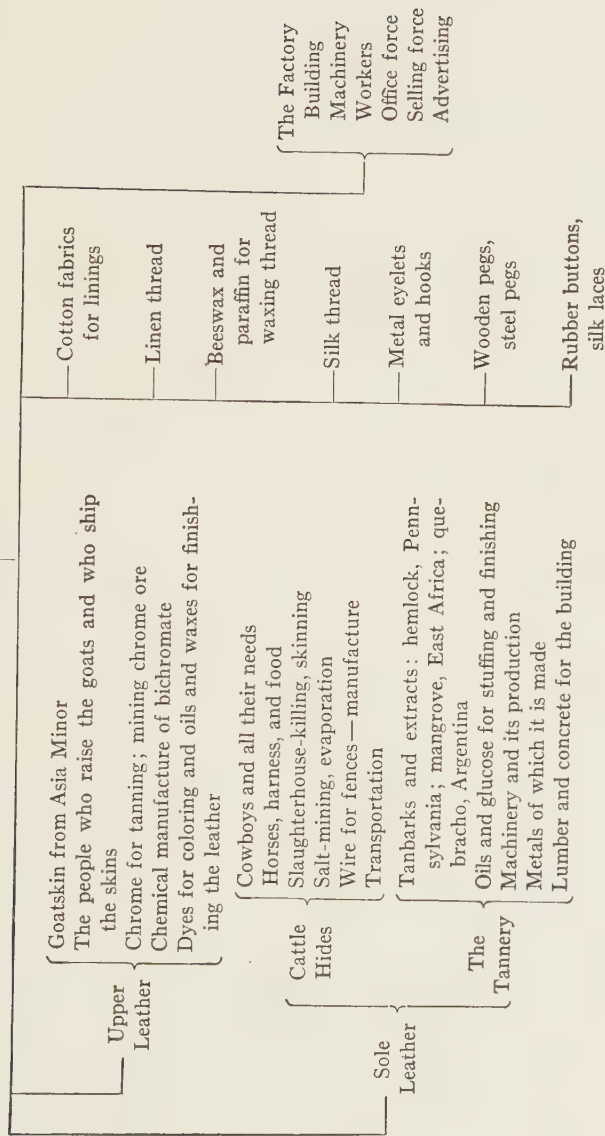 Upper
Leather
Goatskin from Asia Minor
The people who raise the goats and who ship
the skins
Chrome for tanning; mining chrome ore
Chemical manufacture of bichromate
Dyes for coloring and oils and waxes for finish-
ing the leather
Sole
Leather
Cattle
Hides
Cowboys and all their needs
Horses, harness, and food
Slaughterhouse-killing, skinning
Salt-mining, evaporation
Wire for fences—manufacture
Transportation
The
Tannery
Tanbarks and extracts: hemlock, Penn-
sylvania; mangrove, East Africa; que-
bracho, Argentina
Oils and glucose for stuffing and finishing
Machinery and its production
Metals of which it is made
Lumber and concrete for the building
Cotton fabrics
for linings
Linen thread
Beeswax and
paraffin for
waxing thread
Silk thread
Metal eyelets
and hooks
Wooden pegs,
steel pegs
Rubber buttons,
silk laces
The Factory
Building
Machinery
Workers
Office force
Selling force
Advertising